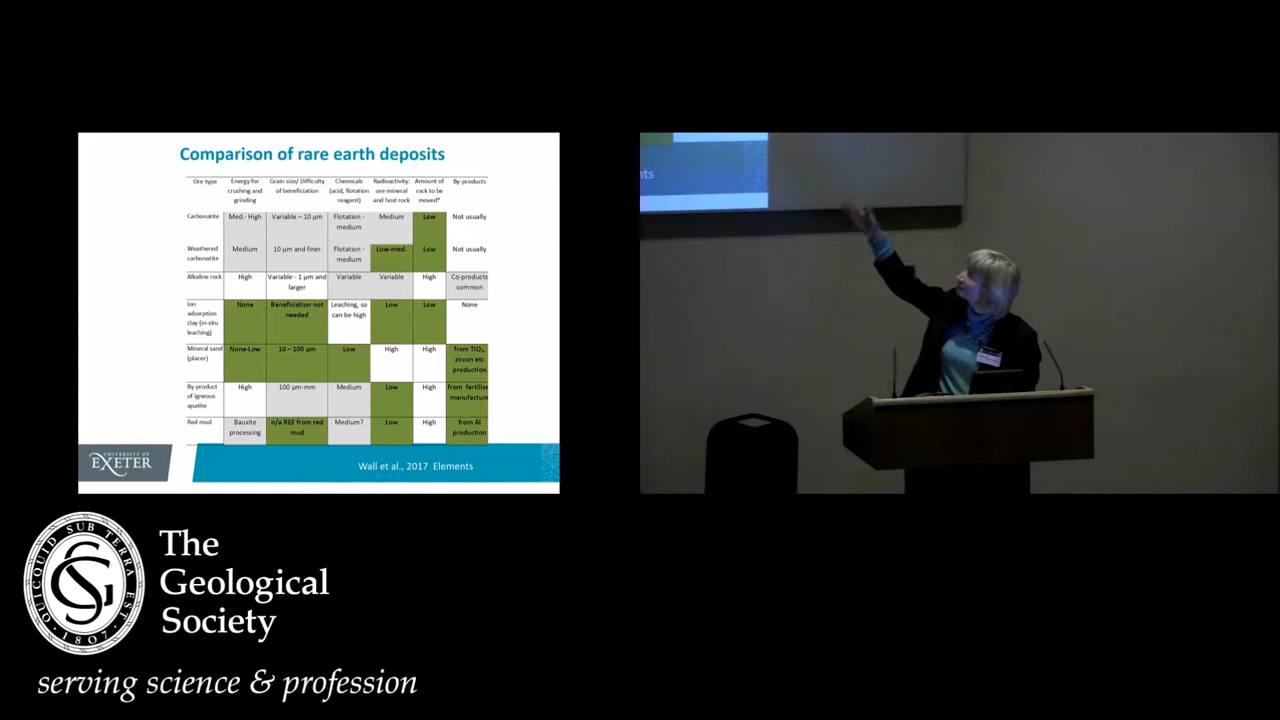 Comparison of rare earth deposits
Ore type
Energy for
crushing and
grinding
Grain size/ Difficulty
of beneficiation
Chemicals
(acid, flotation
reagent)
Radioactivity:
ore mineral
and host rock
Amount of
rock to be
moved*
By-products
Carbonatite
Med.- High
Variable – 10 µm
Flotation -
medium
Medium
Low
Not usually
Weathered
carbonatite
Medium
10 µm and finer
Flotation -
medium
Low-med.
Low
Not usually
Alkaline rock
High
Variable - 1 µm and
larger
Variable
Variable
High
Co-products
common
Ion
adsorption
clay (in-situ
leaching)
None
Beneficiation not
needed
Leaching, so
can be high
Low
Low
None
Mineral sand
(placer)
None-Low
10 – 100 µm
Low
High
High
from TiO₂,
zircon etc
production
By-product
of igneous
apatite
High
100 µm-mm
Medium
Low
High
from fertilise
manufacture
Red mud
Bauxite
processing
n/a REE from red
mud
Medium?
Low
High
from Al
production
UNIVERSITY OF
EXETER
Wall et al., 2017 Elements
nts
QUICQUID SUB TERRA EST
1807
GS
The
Geological
Society
serving science & profession